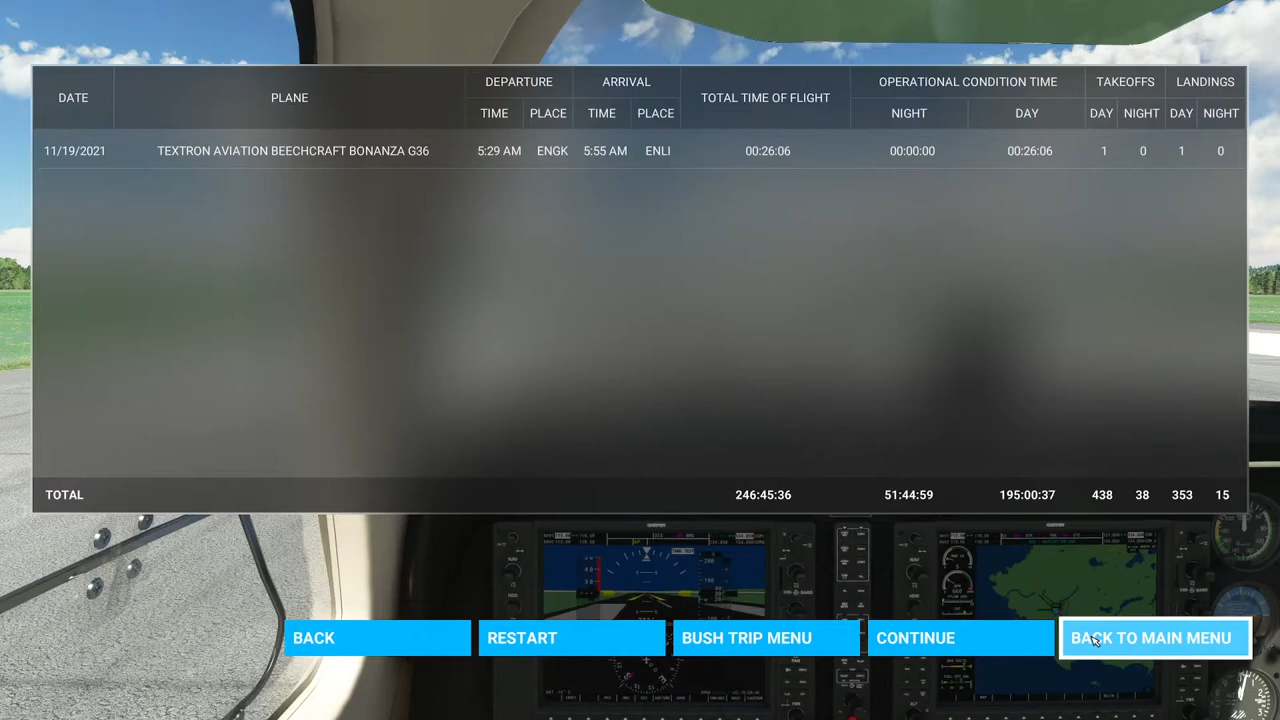 DATE PLANE DEPARTURE ARRIVAL TOTAL TIME OF FLIGHT OPERATIONAL CONDITION TIME TAKEOFFS LANDINGS
TIME PLACE TIME PLACE NIGHT DAY DAY NIGHT DAY NIGHT
11/19/2021 TEXTRON AVIATION BEECHCRAFT BONANZA G36 5:29 AM ENGK 5:55 AM ENLI 00:26:06 00:00:00 00:26:06 1 0 1 0
TOTAL 246:45:36 51:44:59 195:00:37 438 38 353 15
GARMIN GARMIN
BACK RESTART BUSH TRIP MENU CONTINUE BACK TO MAIN MENU